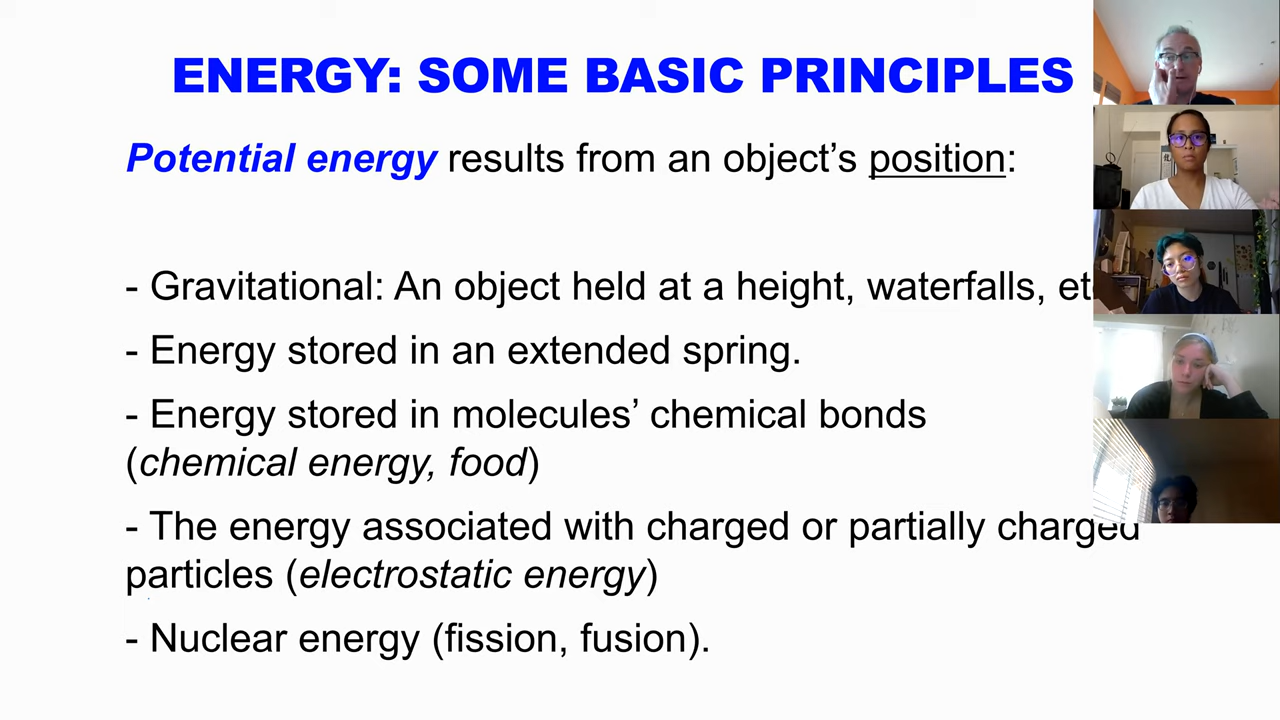 ENERGY: SOME BASIC PRINCIPLES
Potential energy results from an object’s position:
- Gravitational: An object held at a height, waterfalls,
- Energy stored in an extended spring.
- Energy stored in molecules’ chemical bonds
(chemical energy, food)
- The energy associated with charged or partially charged
particles (electrostatic energy)
- Nuclear energy (fission, fusion).